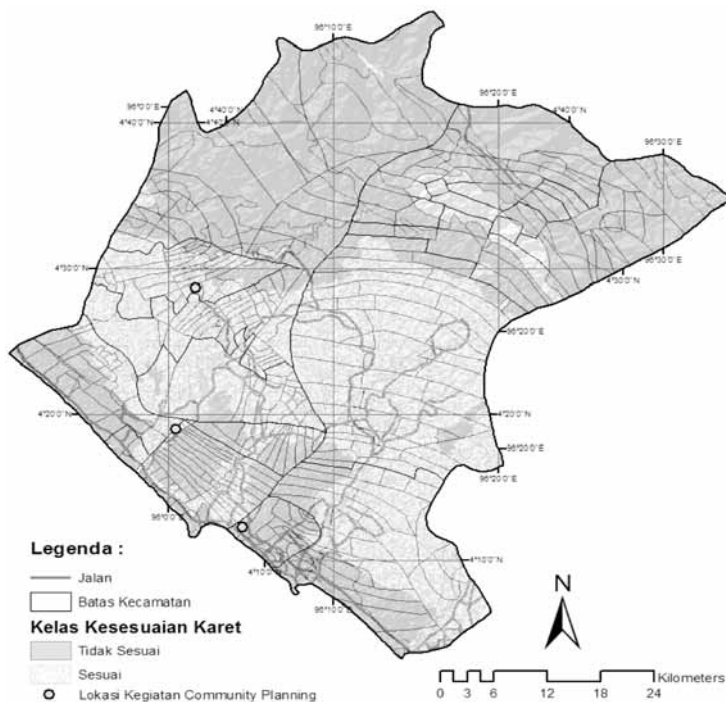 96°10'0"E
96°0'0"E
4°40'0"N
4°40'0"N
4°40'0"N
96°20'0"E
4°40'0"N
96°30'0"E
4°30'0"N
96°30'0"E
4°30'0"N
96°20'0"E
4°20'0"N
4°20'0"N
96°20'0"E
96°20'0"E
96°0'0"E
4°10'0"N
4°10'0"N
96°10'0"E
Legenda :
Jalan
Batas Kecamatan
Kelas Kesesuaian Karet
Tidak Sesuai
Sesuai
Lokasi Kegiatan Community Planning
N
Kilometers
0 3 6 12 18 24